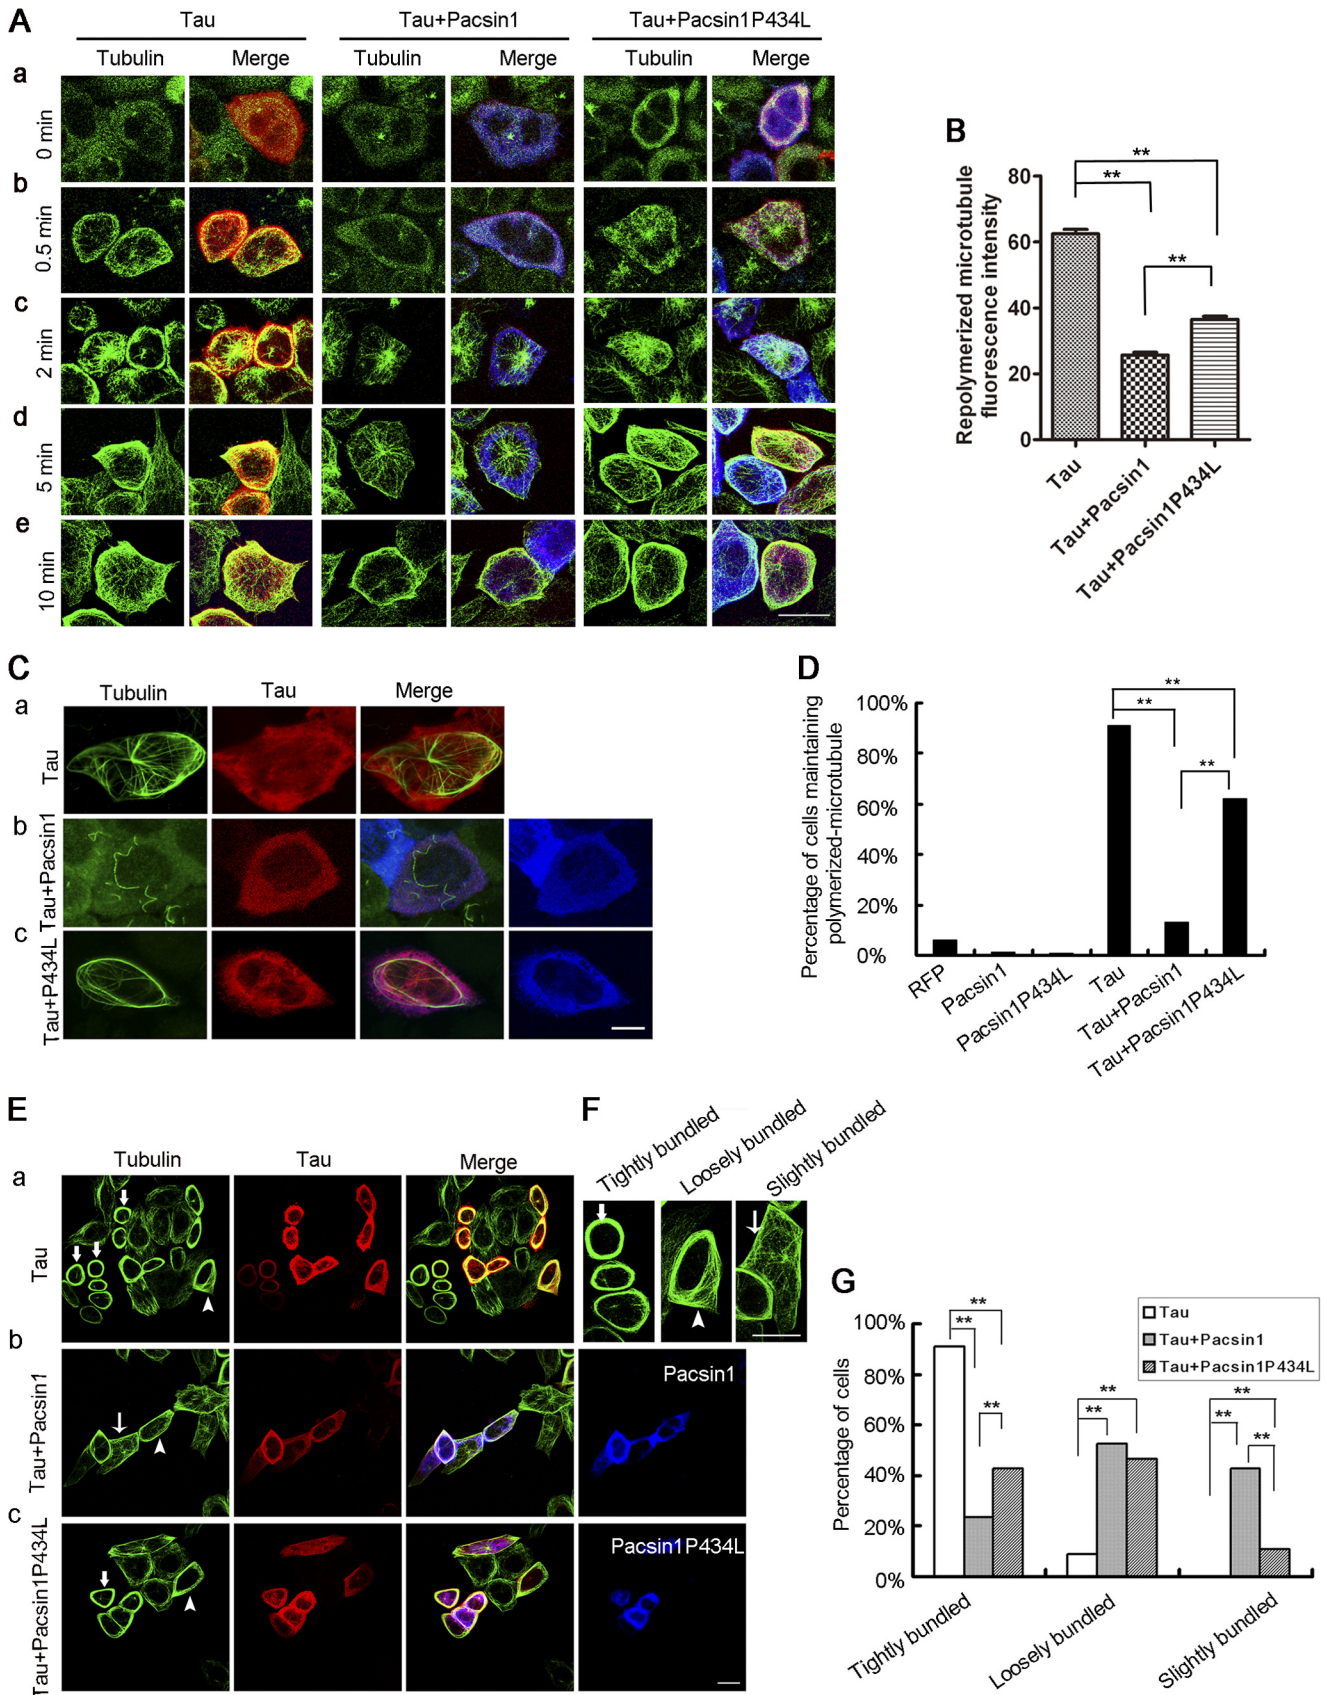 A
Tau
Tau+Pacsin1
Tau+Pacsin1P434L
Tubulin
Merge
Tubulin
Merge
Tubulin
Merge
a
0 min
b
0.5 min
c
2 min
d
5 min
e
10 min
B
Repolymerized microtubule
fluorescence intensity
80
60
40
20
0
**
**
**
Tau
Tau+Pacsin1
Tau+Pacsin1P434L
C
Tubulin
Tau
Merge
a
Tau
b
Tau+Pacsin1
c
Tau+P434L
D
Percentage of cells maintaining
polymerized-microtubule
100%
80%
60%
40%
20%
0%
**
**
**
RFP
Pacsin1
Pacsin1P434L
Tau
Tau+Pacsin1
Tau+Pacsin1P434L
E
Tubulin
Tau
Merge
a
Tau
b
Tau+Pacsin1
Pacsin1
c
Tau+Pacsin1P434L
Pacsin1P434L
F
Tightly bundled
Loosely bundled
Slightly bundled
G
Tau
Tau+Pacsin1
Tau+Pacsin1P434L
Percentage of cells
100%
80%
60%
40%
20%
0%
**
**
**
**
**
**
**
**
Tightly bundled
Loosely bundled
Slightly bundled